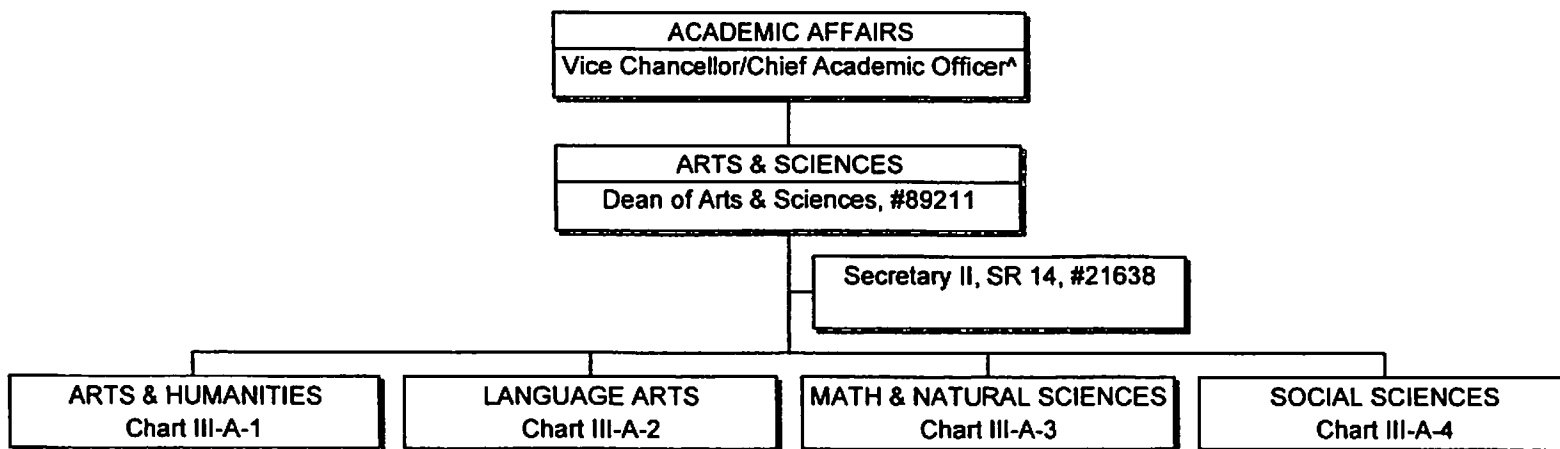 ACADEMIC AFFAIRS
Vice Chancellor/Chief Academic Officer^
ARTS & SCIENCES
Dean of Arts & Sciences, #89211
Secretary II, SR 14, #21638
ARTS & HUMANITIES
Chart III-A-1
LANGUAGE ARTS
Chart III-A-2
MATH & NATURAL SCIENCES
Chart III-A-3
SOCIAL SCIENCES
Chart III-A-4